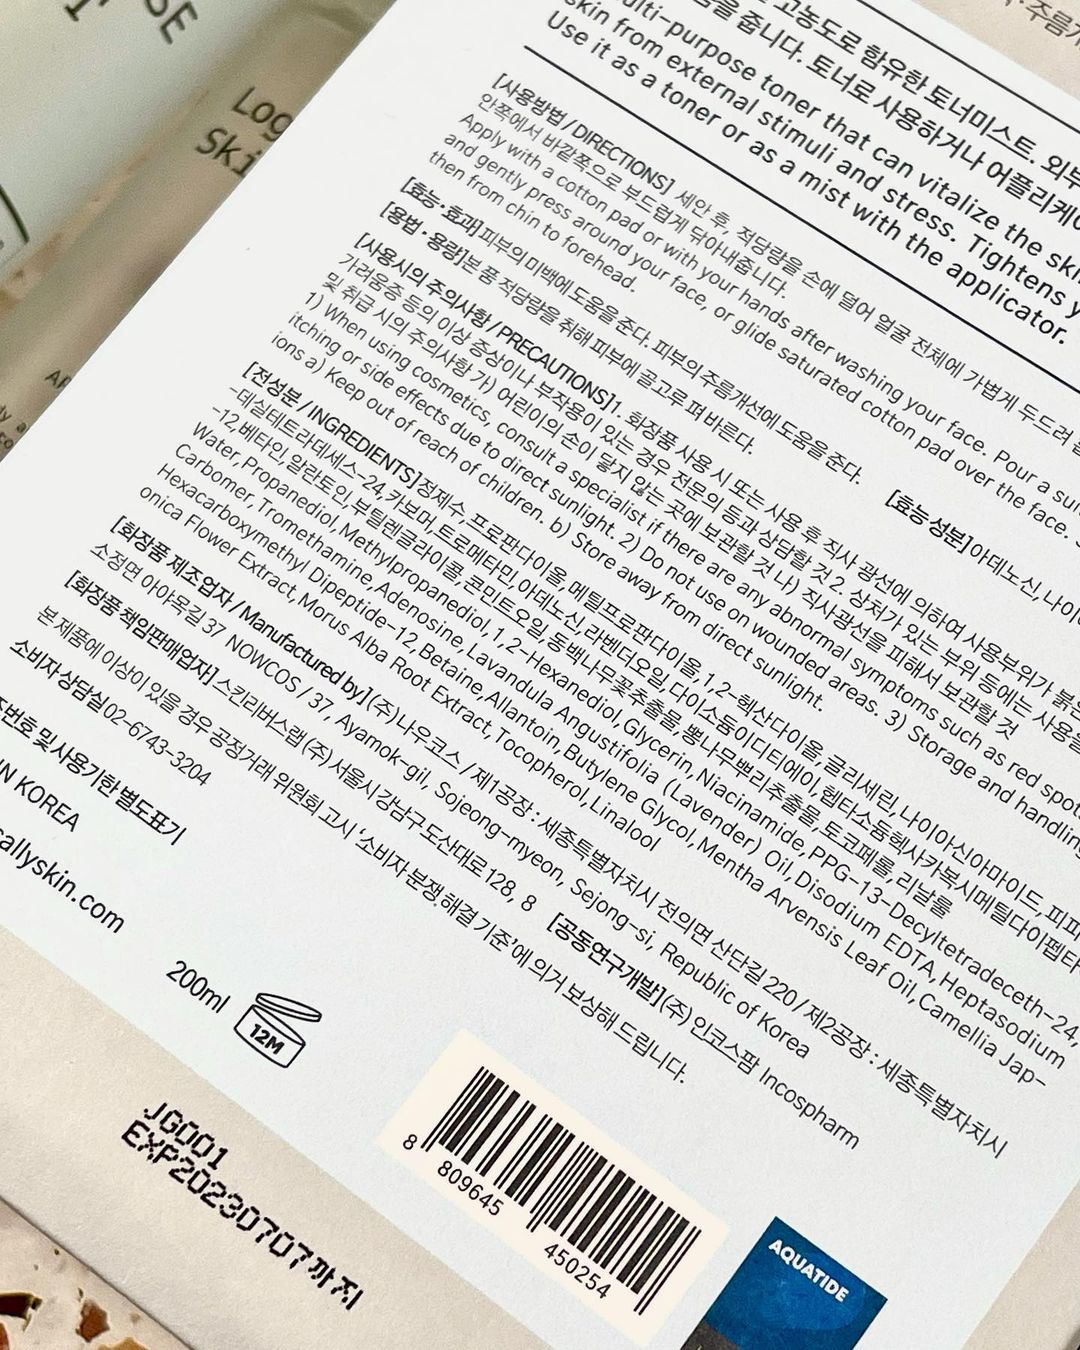 Log
Ski
고농도로 함유한 토너미스트. 외부
줍니다. 토너로 사용하거나 어플리케이
multi-purpose toner that can vitalize the skin
skin from external stimuli and stress. Tightens
Use it as a toner or as a mist with the applicator.
[사용방법 / DIRECTIONS] 세안 후, 적당량을 손에 덜어 얼굴 전체에 가볍게 두드려
안쪽에서 바깥쪽으로 부드럽게 닦아내줍니다.
Apply with a cotton pad or with your hands after washing your face. Pour a
and gently press around your face, or glide saturated cotton pad over the face.
then from chin to forehead.
[효능·효과]피부의 미백에 도움을 준다. 피부의 주름개선에 도움을 준다. [효능성분]아데노신, 나이
[용법·용량]본 품 적당량을 취해 피부에 골고루 펴 바른다.
[사용시의 주의사항 / PRECAUTIONS]1. 화장품 사용 시 또는 사용 후 직사 광선에 의하여 사용부위가 붉은
가려움증 등의 이상 증상이나 부작용이 있는 경우 전문의 등과 상담할 것 2. 상처가 있는 부위 등에는 사용을
및 취급 시의 주의사항 가) 어린이의 손이 닿지 않는 곳에 보관할 것 나) 직사광선을 피해서 보관할 것
1) When using cosmetics, consult a specialist if there are any abnormal symptoms such as red spot
itching or side effects due to direct sunlight. 2) Do not use on wounded areas. 3) Storage and handling
ions a) Keep out of reach of children. b) Store away from direct sunlight.
[전성분 / INGREDIENTS]정제수, 프로판다이올, 메틸프로판다이올, 1,2-헥산다이올, 글리세린, 나이아신아마이드, 피피
-데실테트라데세스-24, 카보머, 트로메타민, 아데노신, 라벤더오일, 다이소듐이디티에이, 헵타소듐헥사카복시메틸다이펩타
-12, 베타인, 알란토인, 부틸렌글라이콜, 콘민트오일, 동백나무꽃추출물, 뽕나무뿌리추출물, 토코페롤, 리날룰
Water, Propanediol, Methylpropanediol, 1,2-Hexanediol, Glycerin, Niacinamide, PPG-13-Decyltetradeceth-24,
Carbomer, Tromethamine, Adenosine, Lavandula Angustifolia (Lavender) Oil, Disodium EDTA, Heptasodium
Hexacarboxymethyl Dipeptide-12, Betaine, Allantoin, Butylene Glycol, Mentha Arvensis Leaf Oil, Camellia Jap-
onica Flower Extract, Morus Alba Root Extract, Tocopherol, Linalool
[화장품 제조업자 / Manufactured by] (주)나우코스 / 제1공장 : 세종특별자치시 전의면 산단길 220 / 제2공장 : 세종특별자치시
소정면 아야목길 37 NOWCOS / 37, Ayamok-gil, Sojeong-myeon, Sejong-si, Republic of Korea
[화장품책임판매업자] 스킨리버스랩 (주) 서울시 강남구 도산대로 128, 8 [공동연구개발](주) 인코스팜 Incospharm
본 제품에 이상이 있을 경우 공정거래 위원회 고시 '소비자 분쟁 해결 기준'에 의거 보상해 드립니다.
소비자상담실 02-6743-3204
조번호 및 사용기한 별도표기
IN KOREA
callyskin.com
200ml
12M
JG001
EXP20230707까지
8 809645 450254
AQUATIDE